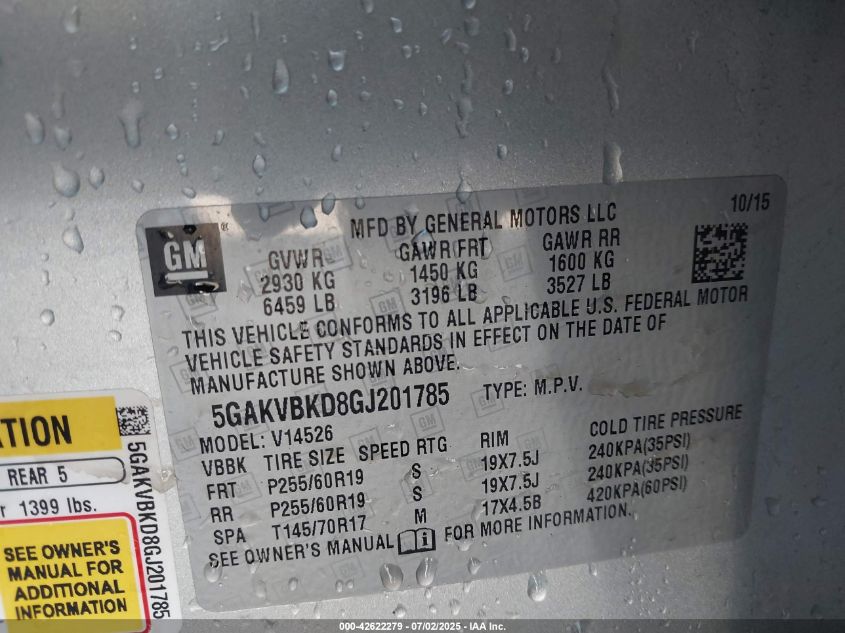 10/15
MFD BY GENERAL MOTORS LLC
GM
GVWR GAWR FRT GAWR RR
2930 KG 1450 KG 1600 KG
6459 LB 3196 LB 3527 LB
THIS VEHICLE CONFORMS TO ALL APPLICABLE U.S. FEDERAL MOTOR
VEHICLE SAFETY STANDARDS IN EFFECT ON THE DATE OF
MANUFACTURE SHOWN ABOVE.
5GAKVBKD8GJ201785 TYPE: M.P.V.
MODEL: V14526
VBBK TIRE SIZE SPEED RTG RIM COLD TIRE PRESSURE
FRT P255/60R19 S 19X7.5J 240KPA(35PSI)
RR P255/60R19 S 19X7.5J 240KPA(35PSI)
SPA T145/70R17 M 17X4.5B 420KPA(60PSI)
SEE OWNER'S MANUAL FOR MORE INFORMATION.
REAR 5
1399 lbs.
SEE OWNER'S
MANUAL FOR
ADDITIONAL
INFORMATION
5GAKVBKD8GJ201785
000-42622279 - 07/02/2025 - IAA Inc.